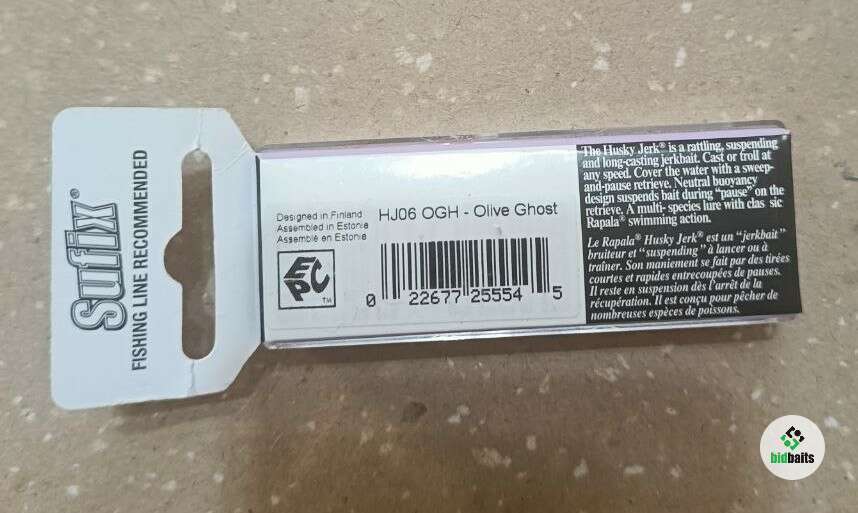 Sufix®
FISHING LINE RECOMMENDED
Designed in Finland
Assembled in Estonia
Assemblé en Estonie
HJ06 OGH - Olive Ghost
EPC
TM
0 22677 25554 5
The Husky Jerk® is a rattling, suspending
and long-casting jerkbait. Cast or troll at
any speed. Cover the water with a sweep-
and-pause retrieve. Neutral buoyancy
design suspends bait during "pause" on the
retrieve. A multi- species lure with clas sic
Rapala® swimming action.
Le Rapala® Husky Jerk® est un "jerkbait"
bruiteur et "suspending" à lancer ou à
traîner. Son maniement se fait par des tirées
courtes et rapides entrecoupées de pauses.
Il reste en suspension dès l'arrêt de la
récupération. Il est conçu pour pêcher de
nombreuses espèces de poissons.
bidbaits